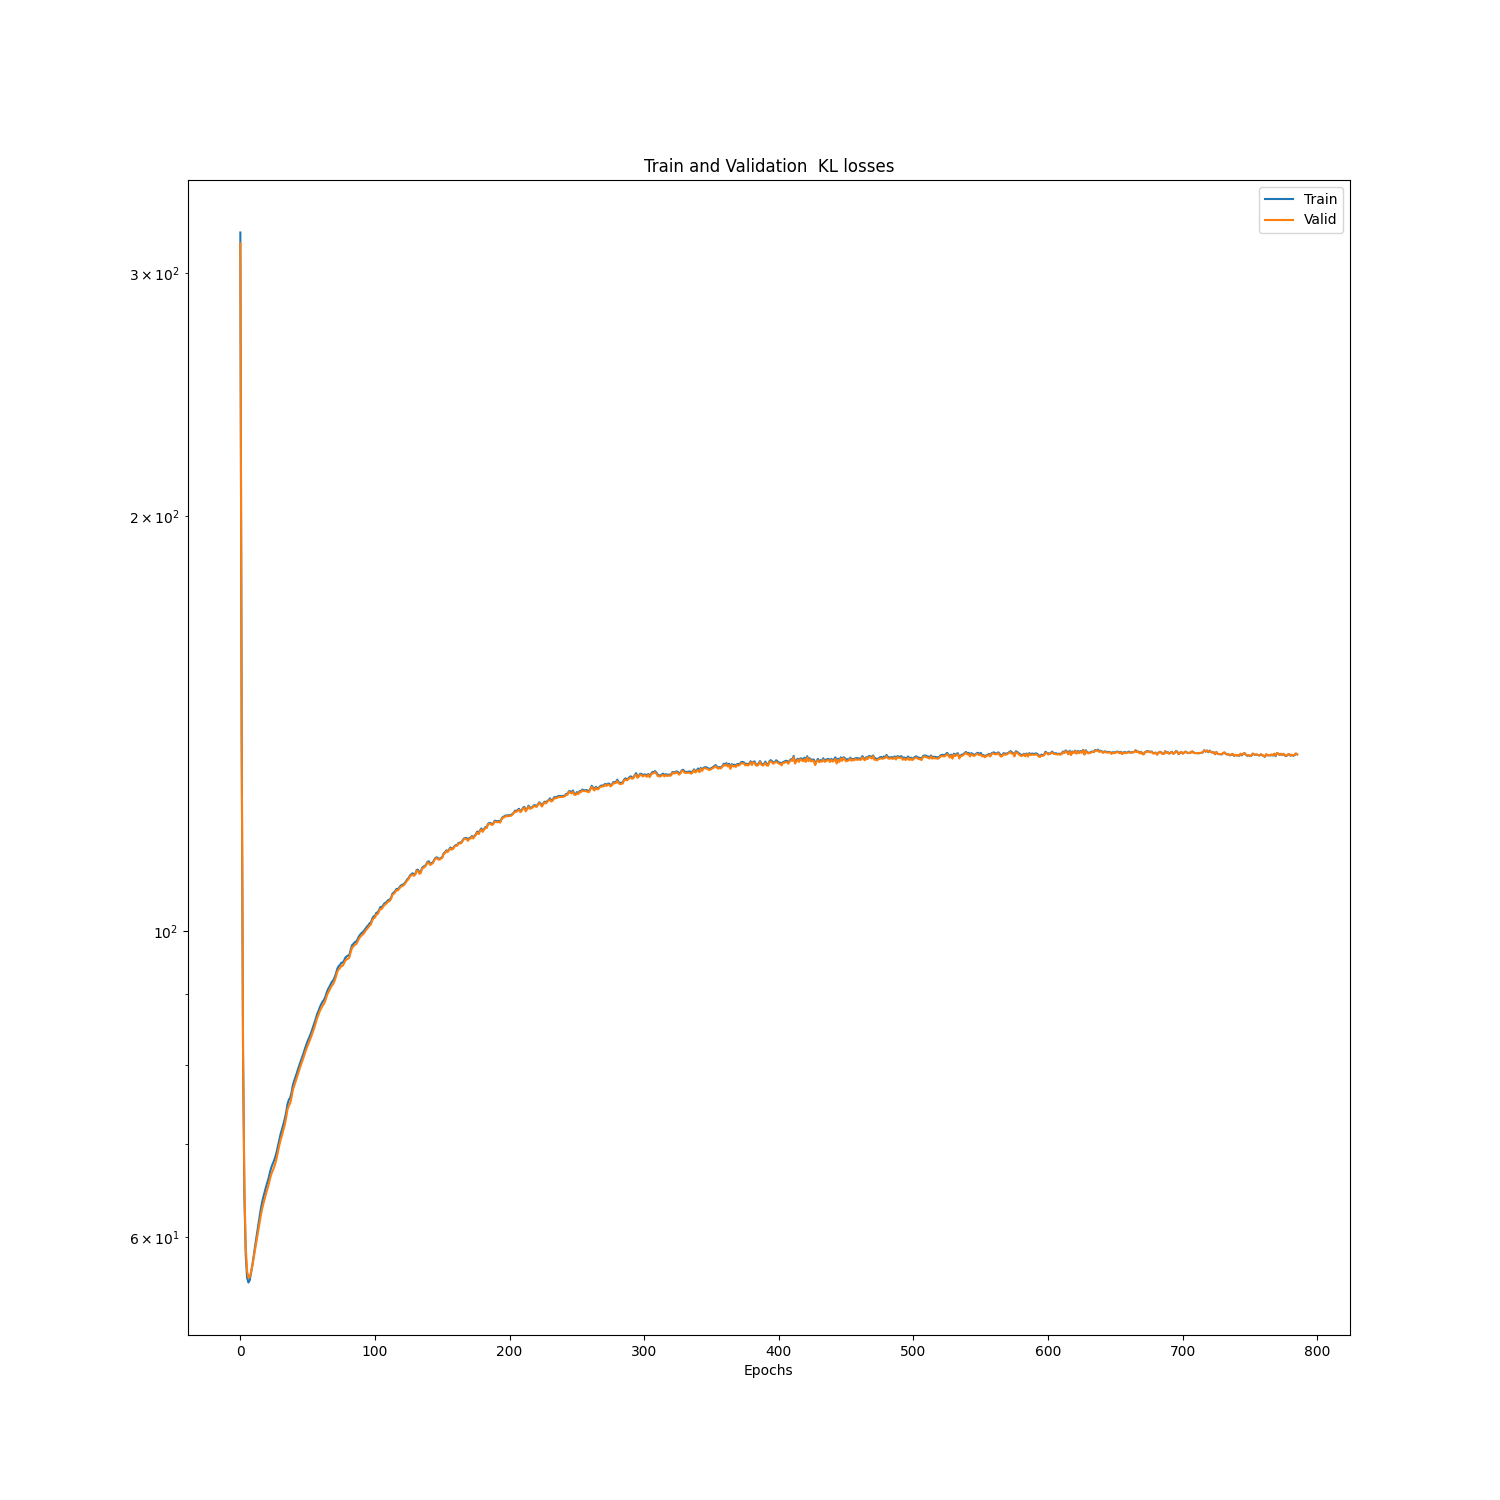 Train and Validation  KL losses
Train
Valid
3 × 10²
2 × 10²
10²
6 × 10¹
0 100 200 300 400 500 600 700 800
Epochs